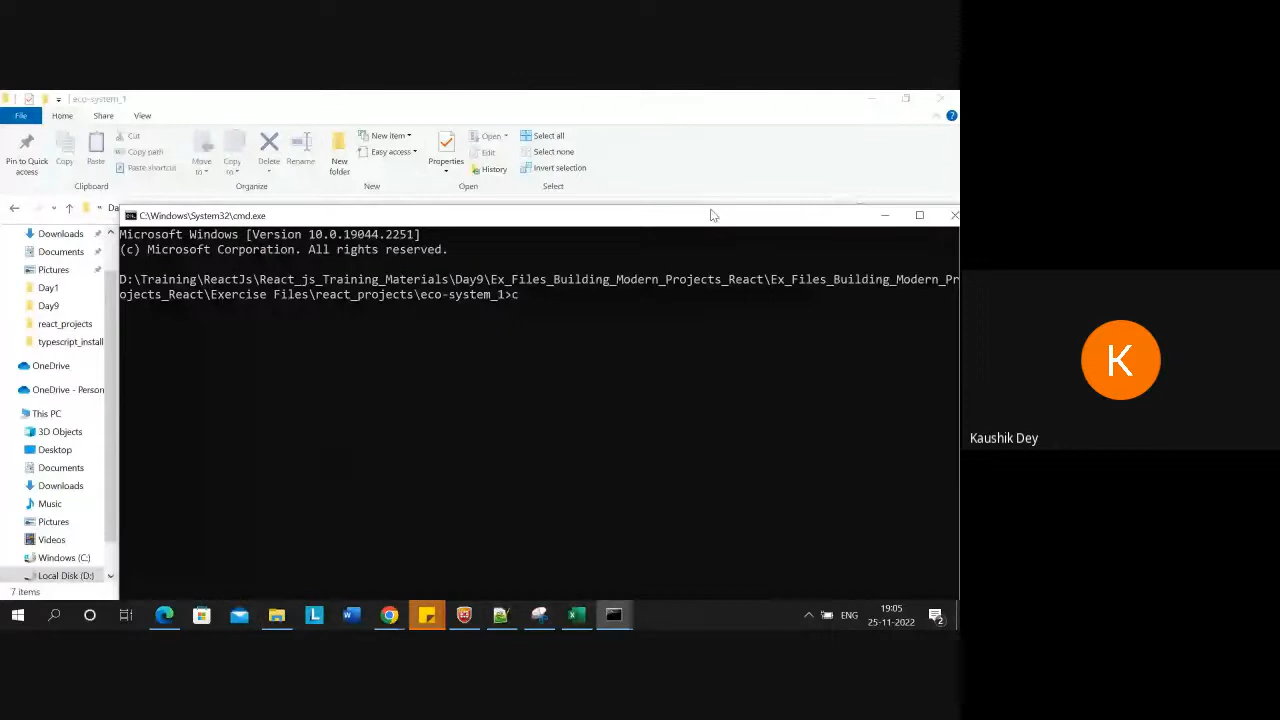 eco-system_1
File Home Share View
Pin to Quick access
Copy
Paste
Cut
Copy path
Paste shortcut
Clipboard
Move to
Copy to
Delete
Rename
Organize
New folder
New item
Easy access
New
Properties
Open
Edit
History
Open
Select all
Select none
Invert selection
Select
Da
C:\Windows\System32\cmd.exe
Microsoft Windows [Version 10.0.19044.2251]
(c) Microsoft Corporation. All rights reserved.
D:\Training\ReactJs\React_js_Training_Materials\Day9\Ex_Files_Building_Modern_Projects_React\Ex_Files_Building_Modern_Pr
ojects_React\Exercise Files\react_projects\eco-system_1>c
Downloads
Documents
Pictures
Day1
Day9
react_projects
typescript_install
OneDrive
OneDrive - Person
This PC
3D Objects
Desktop
Documents
Downloads
Music
Pictures
Videos
Windows (C:)
Local Disk (D:)
7 items
K
Kaushik Dey
ENG
19:05
25-11-2022
2